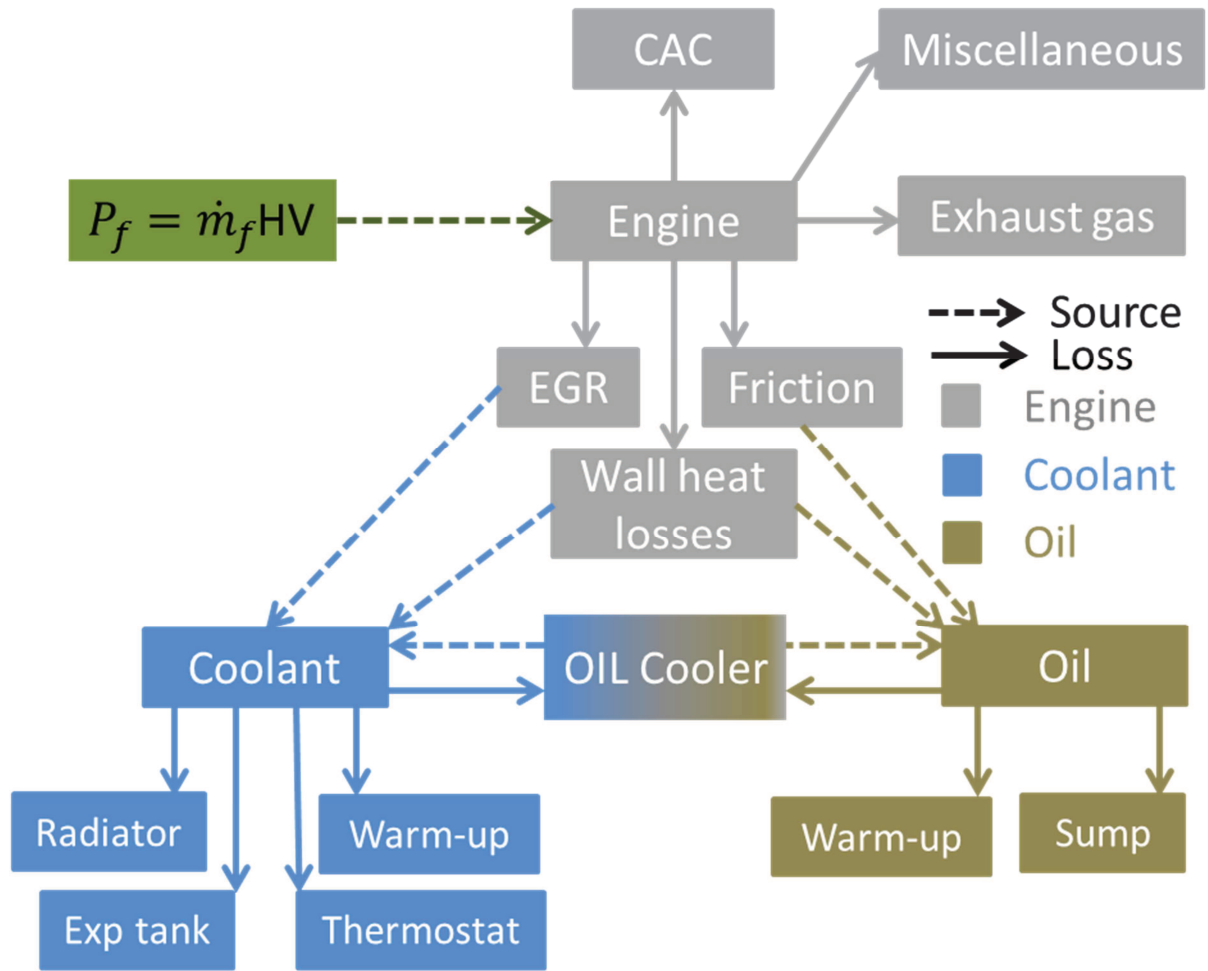 CAC
Miscellaneous
P_f = ṁ_f HV
Engine
Exhaust gas
Source
Loss
EGR
Friction
Engine
Wall heat
losses
Coolant
Oil
Coolant
OIL Cooler
Oil
Radiator
Warm-up
Warm-up
Sump
Exp tank
Thermostat